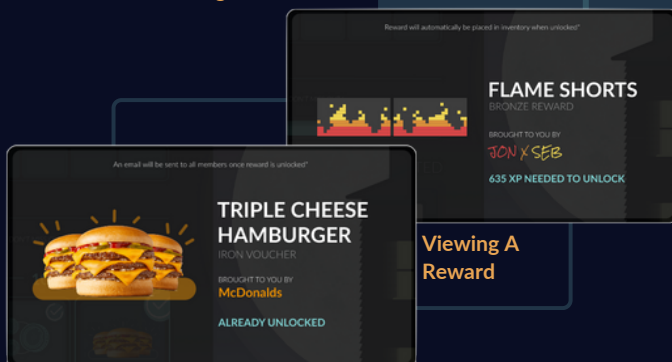 Reward will automatically be placed in inventory when unlocked*
FLAME SHORTS
BRONZE REWARD
BROUGHT TO YOU BY
JON X SEB
635 XP NEEDED TO UNLOCK
An email will be sent to all members once reward is unlocked*
TRIPLE CHEESE
HAMBURGER
IRON VOUCHER
BROUGHT TO YOU BY
McDonalds
ALREADY UNLOCKED
Viewing A
Reward